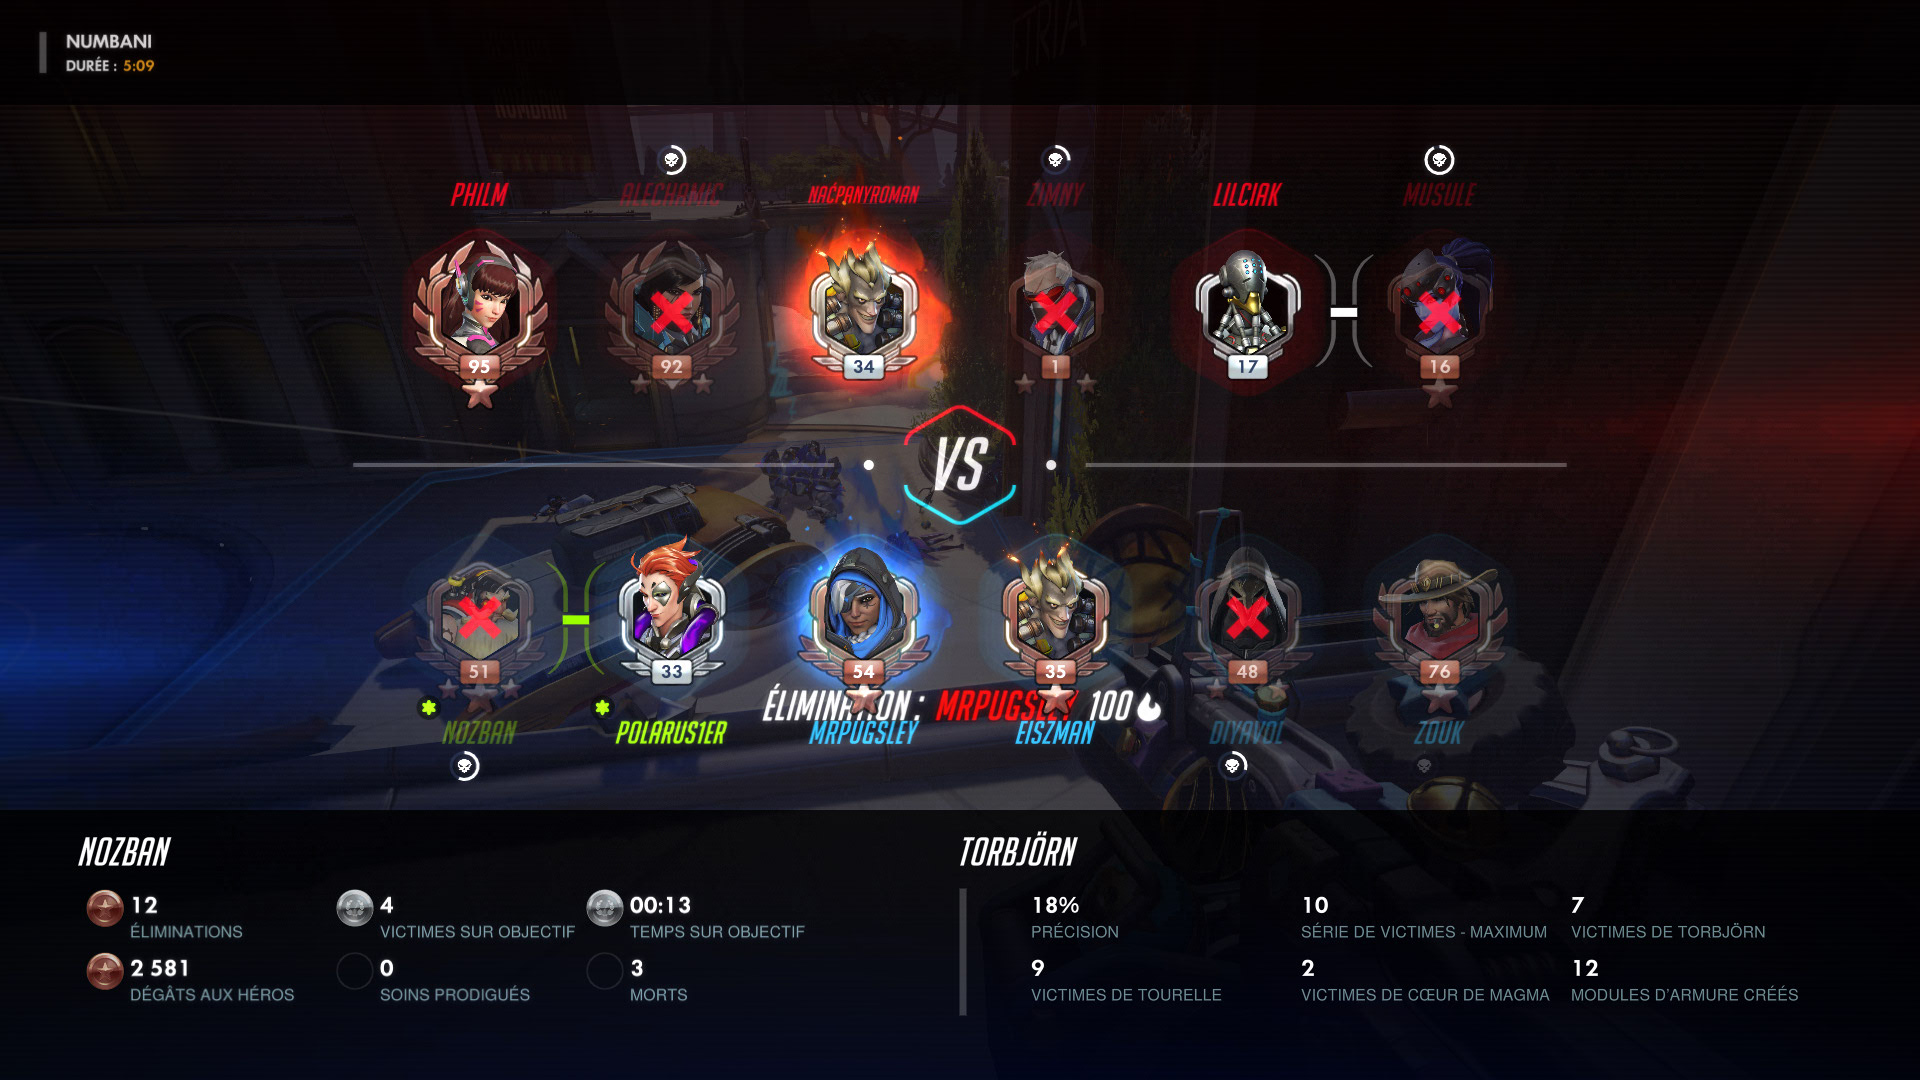 NUMBANI
DURÉE : 5:09
PHILM
ALECHAMIC
NAĆPANYROMAN
ZIMNY
LILCIAK
MUSULE
95
92
34
1
17
16
VS
51
33
54
35
48
76
ÉLIMINATION : MRPUGSLEY 100
NOZBAN
POLARUS1ER
MRPUGSLEY
EISZMAN
DIYAVOL
ZOUK
NOZBAN
12
ÉLIMINATIONS
4
VICTIMES SUR OBJECTIF
00:13
TEMPS SUR OBJECTIF
2 581
DÉGÂTS AUX HÉROS
0
SOINS PRODIGUÉS
3
MORTS
TORBJÖRN
18%
PRÉCISION
10
SÉRIE DE VICTIMES - MAXIMUM
7
VICTIMES DE TORBJÖRN
9
VICTIMES DE TOURELLE
2
VICTIMES DE CŒUR DE MAGMA
12
MODULES D'ARMURE CRÉÉS